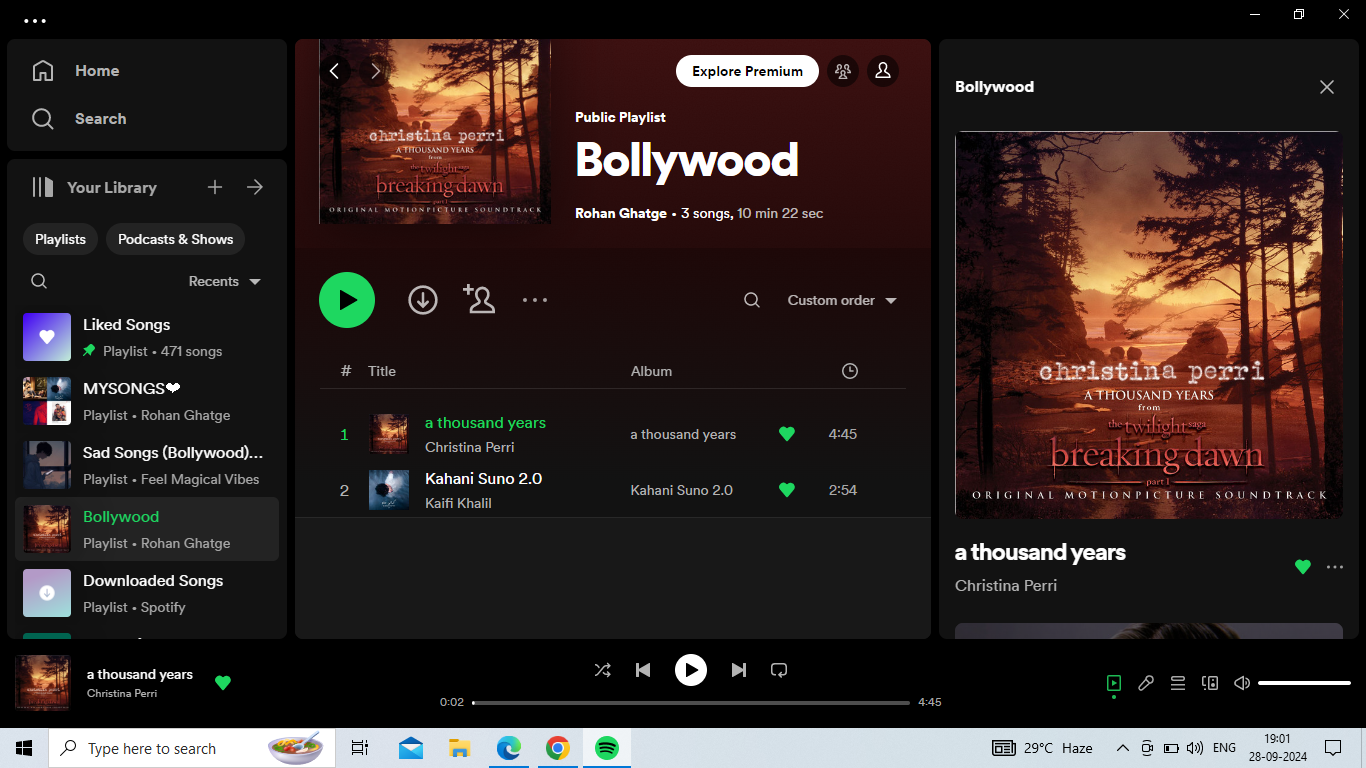 Home
Search
Your Library
Playlists
Podcasts & Shows
Recents
Liked Songs
Playlist • 471 songs
MYSONGS❤
Playlist • Rohan Ghatge
Sad Songs (Bollywood)...
Playlist • Feel Magical Vibes
Bollywood
Playlist • Rohan Ghatge
Downloaded Songs
Playlist • Spotify
christina perri
A THOUSAND YEARS
from
the twilight saga
breaking dawn
part 1
ORIGINAL MOTION PICTURE SOUNDTRACK
Explore Premium
Public Playlist
Bollywood
Rohan Ghatge • 3 songs, 10 min 22 sec
Custom order
# Title Album
1 a thousand years a thousand years 4:45
Christina Perri
2 Kahani Suno 2.0 Kahani Suno 2.0 2:54
Kaifi Khalil
Bollywood
christina perri
A THOUSAND YEARS
from
the twilight saga
breaking dawn
part 1
ORIGINAL MOTION PICTURE SOUNDTRACK
a thousand years
Christina Perri
a thousand years
Christina Perri
0:02 4:45
Type here to search
29°C Haze
ENG
19:01
28-09-2024